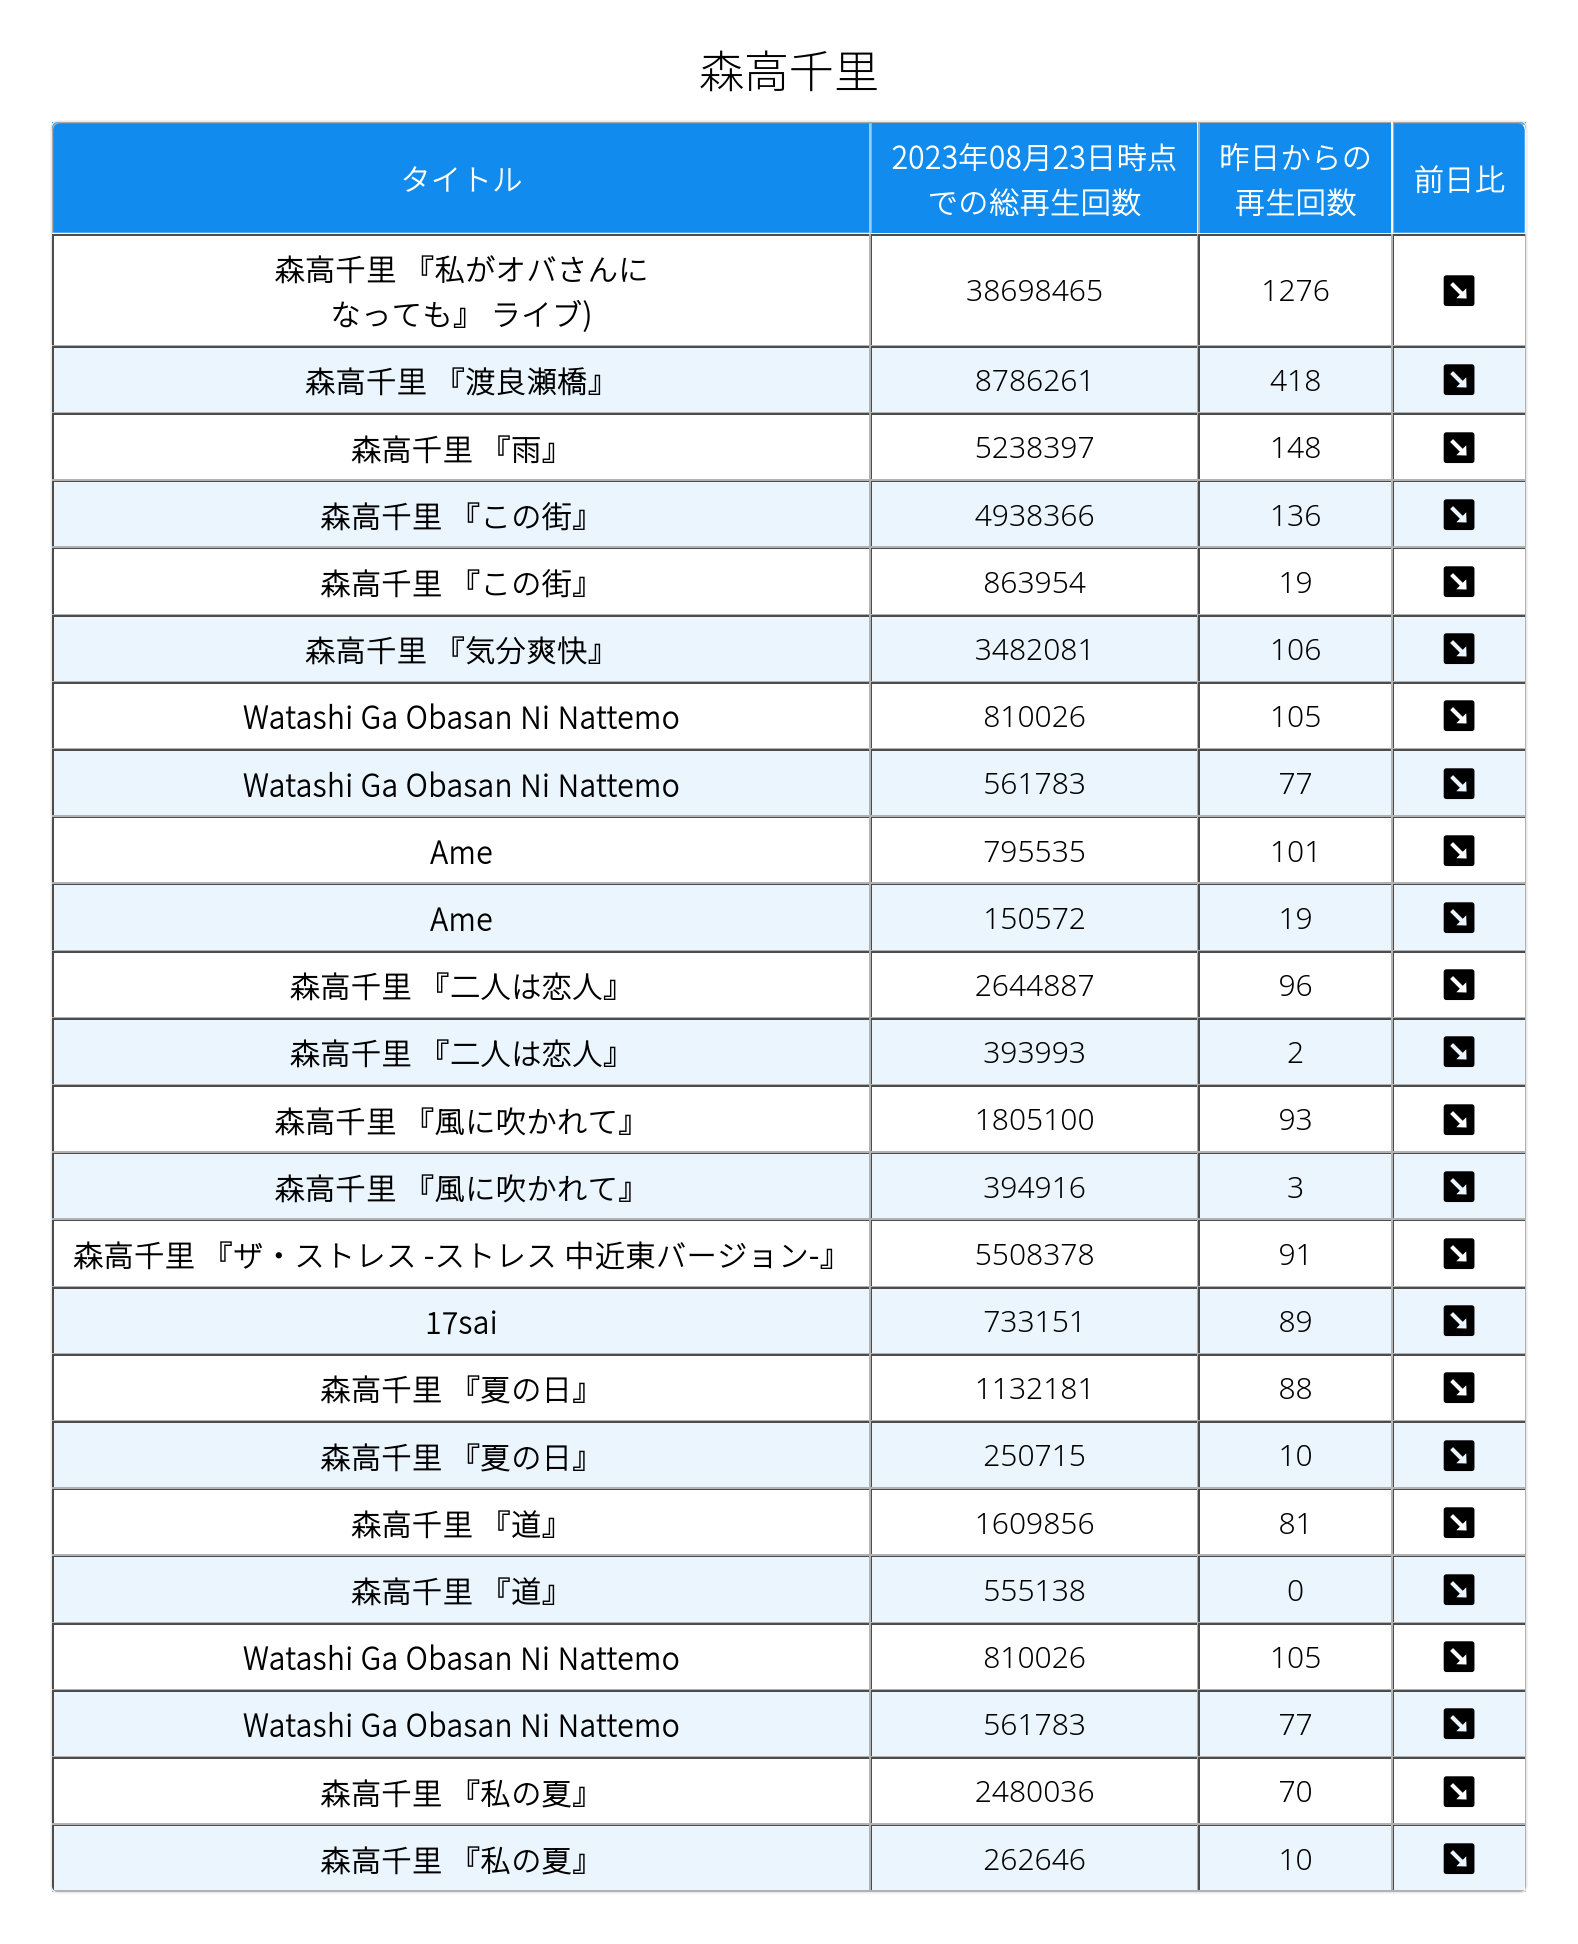 森高千里
タイトル
2023年08月23日時点
での総再生回数
昨日からの
再生回数
前日比
森高千里 『私がオバさんに
なっても』 ライブ)
38698465 1276
森高千里 『渡良瀬橋』 8786261 418
森高千里 『雨』 5238397 148
森高千里 『この街』 4938366 136
森高千里 『この街』 863954 19
森高千里 『気分爽快』 3482081 106
Watashi Ga Obasan Ni Nattemo 810026 105
Watashi Ga Obasan Ni Nattemo 561783 77
Ame 795535 101
Ame 150572 19
森高千里 『二人は恋人』 2644887 96
森高千里 『二人は恋人』 393993 2
森高千里 『風に吹かれて』 1805100 93
森高千里 『風に吹かれて』 394916 3
森高千里 『ザ・ストレス -ストレス 中近東バージョン-』 5508378 91
17sai 733151 89
森高千里 『夏の日』 1132181 88
森高千里 『夏の日』 250715 10
森高千里 『道』 1609856 81
森高千里 『道』 555138 0
Watashi Ga Obasan Ni Nattemo 810026 105
Watashi Ga Obasan Ni Nattemo 561783 77
森高千里 『私の夏』 2480036 70
森高千里 『私の夏』 262646 10